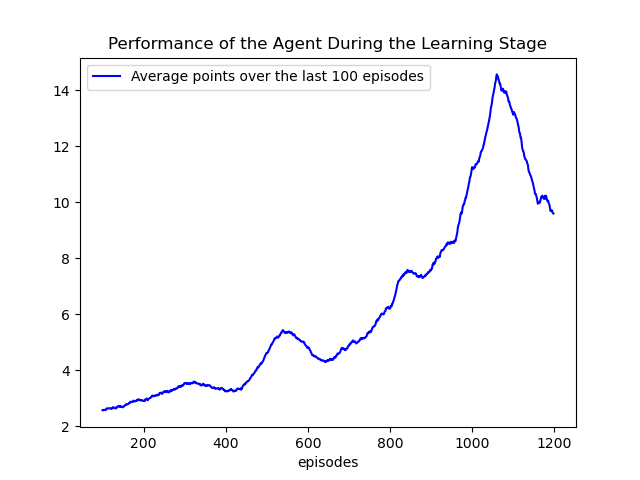 Performance of the Agent During the Learning Stage
Average points over the last 100 episodes
14
12
10
8
6
4
2
200 400 600 800 1000 1200
episodes